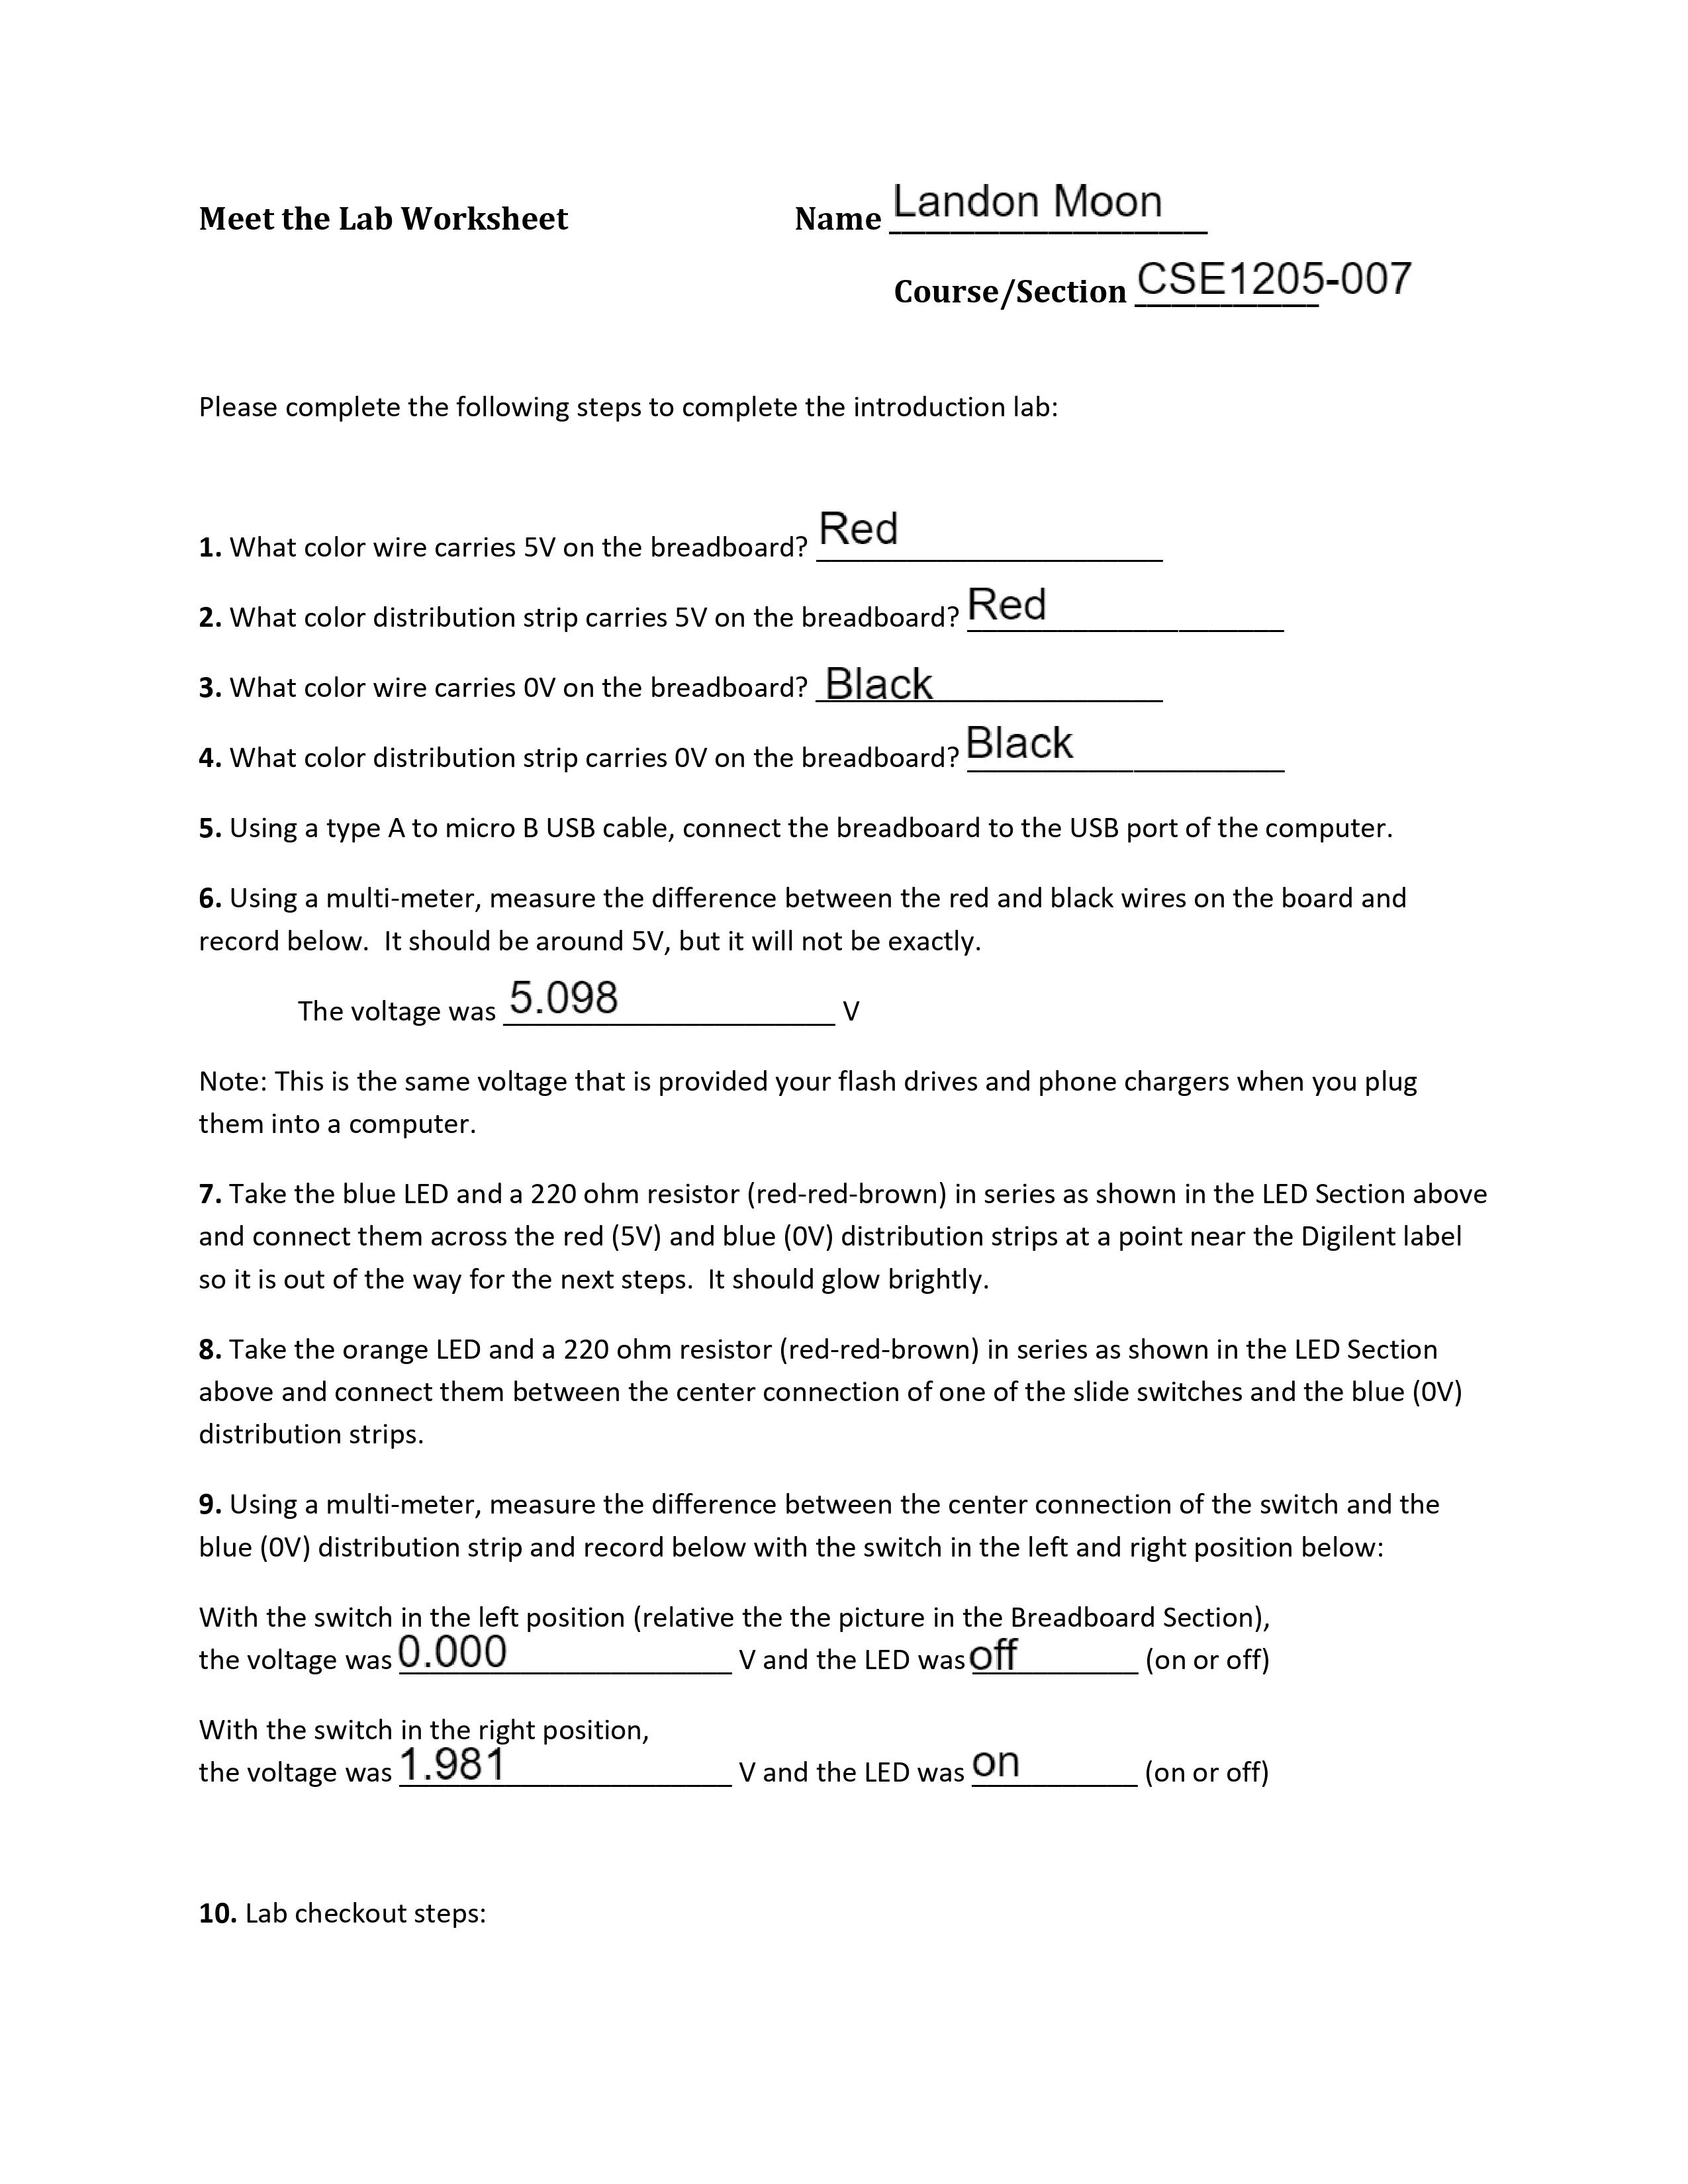 Meet the Lab Worksheet Name Landon Moon
Course/Section CSE1205-007
Please complete the following steps to complete the introduction lab:
1. What color wire carries 5V on the breadboard? Red
2. What color distribution strip carries 5V on the breadboard? Red
3. What color wire carries 0V on the breadboard? Black
4. What color distribution strip carries 0V on the breadboard? Black
5. Using a type A to micro B USB cable, connect the breadboard to the USB port of the computer.
6. Using a multi-meter, measure the difference between the red and black wires on the board and
record below. It should be around 5V, but it will not be exactly.
The voltage was 5.098 V
Note: This is the same voltage that is provided your flash drives and phone chargers when you plug
them into a computer.
7. Take the blue LED and a 220 ohm resistor (red-red-brown) in series as shown in the LED Section above
and connect them across the red (5V) and blue (0V) distribution strips at a point near the Digilent label
so it is out of the way for the next steps. It should glow brightly.
8. Take the orange LED and a 220 ohm resistor (red-red-brown) in series as shown in the LED Section
above and connect them between the center connection of one of the slide switches and the blue (0V)
distribution strips.
9. Using a multi-meter, measure the difference between the center connection of the switch and the
blue (0V) distribution strip and record below with the switch in the left and right position below:
With the switch in the left position (relative the the picture in the Breadboard Section),
the voltage was 0.000 V and the LED was off (on or off)
With the switch in the right position,
the voltage was 1.981 V and the LED was on (on or off)
10. Lab checkout steps: